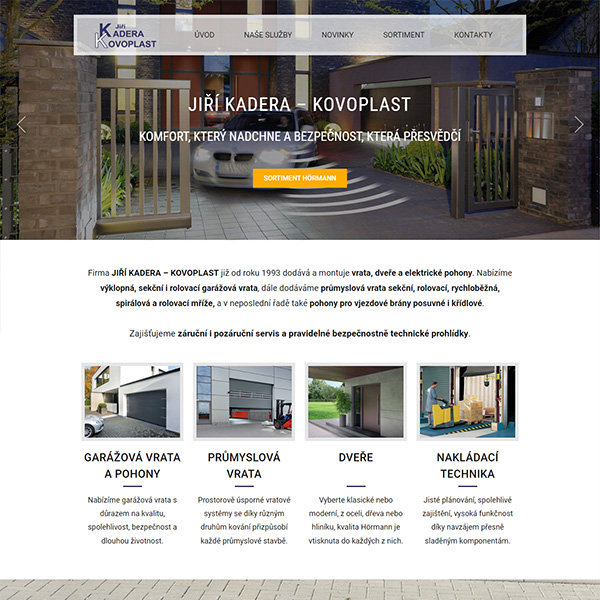 Jiří
KADERA
KOVOPLAST
ÚVOD
NAŠE SLUŽBY
NOVINKY
SORTIMENT
KONTAKTY
JIŘÍ KADERA – KOVOPLAST
KOMFORT, KTERÝ NADCHNE A BEZPEČNOST, KTERÁ PŘESVĚDČÍ
SORTIMENT HÖRMANN
Firma JIŘÍ KADERA – KOVOPLAST již od roku 1993 dodává a montuje vrata, dveře a elektrické pohony. Nabízíme
výklopná, sekční i rolovací garážová vrata, dále dodáváme průmyslová vrata sekční, rolovací, rychloběžná,
spirálová a rolovací mříže, a v neposlední řadě také pohony pro vjezdové brány posuvné i křídlové.
Zajišťujeme záruční i pozáruční servis a pravidelné bezpečnostně technické prohlídky.
GARÁŽOVÁ VRATA
A POHONY
Nabízíme garážová vrata s
důrazem na kvalitu,
spolehlivost, bezpečnost a
dlouhou životnost.
PRŮMYSLOVÁ
VRATA
Prostorově úsporné vratové
systémy se díky různým
druhům kování přizpůsobí
každé průmyslové stavbě.
DVEŘE
Vyberte klasické nebo
moderní, z oceli, dřeva nebo
hliníku, kvalita Hörmann je
vtisknuta do každých z nich.
NAKLÁDACÍ
TECHNIKA
Jisté plánování, spolehlivé
zajištění, vysoká funkčnost
díky navzájem přesně
sladěným komponentám.